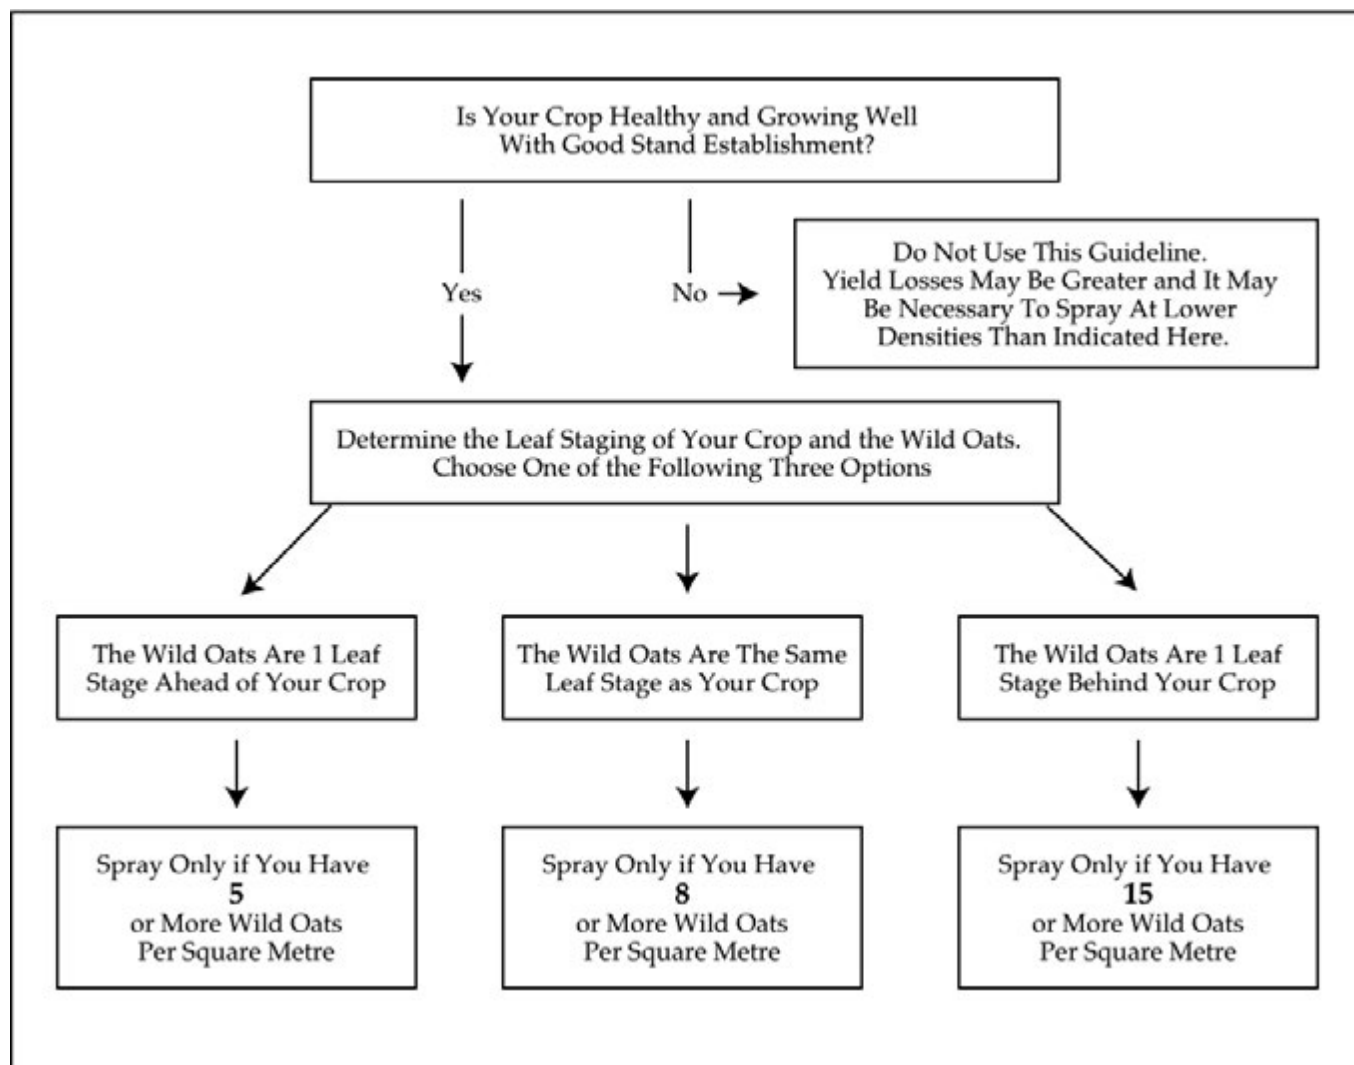 Is Your Crop Healthy and Growing Well
With Good Stand Establishment?
Yes
No
Do Not Use This Guideline.
Yield Losses May Be Greater and It May
Be Necessary To Spray At Lower
Densities Than Indicated Here.
Determine the Leaf Staging of Your Crop and the Wild Oats.
Choose One of the Following Three Options
The Wild Oats Are 1 Leaf
Stage Ahead of Your Crop
The Wild Oats Are The Same
Leaf Stage as Your Crop
The Wild Oats Are 1 Leaf
Stage Behind Your Crop
Spray Only if You Have
5
or More Wild Oats
Per Square Metre
Spray Only if You Have
8
or More Wild Oats
Per Square Metre
Spray Only if You Have
15
or More Wild Oats
Per Square Metre